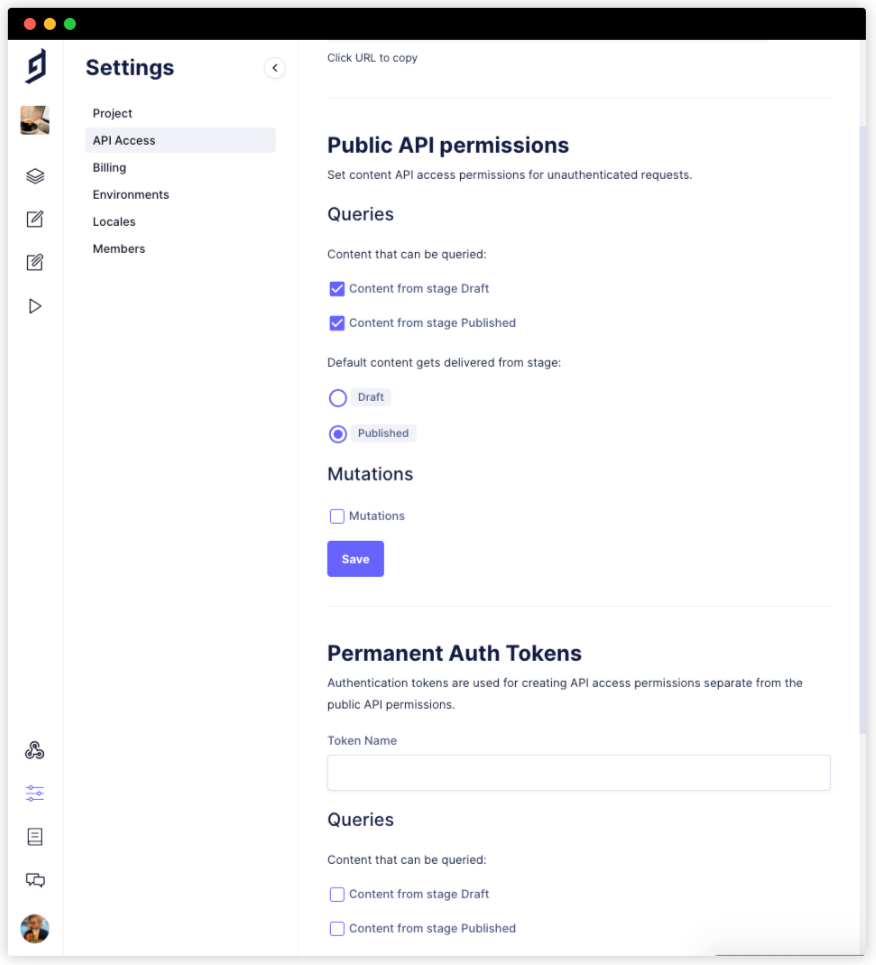 Settings
Project
API Access
Billing
Environments
Locales
Members
Click URL to copy
Public API permissions
Set content API access permissions for unauthenticated requests.
Queries
Content that can be queried:
Content from stage Draft
Content from stage Published
Default content gets delivered from stage:
Draft
Published
Mutations
Mutations
Save
Permanent Auth Tokens
Authentication tokens are used for creating API access permissions separate from the
public API permissions.
Token Name
Queries
Content that can be queried:
Content from stage Draft
Content from stage Published